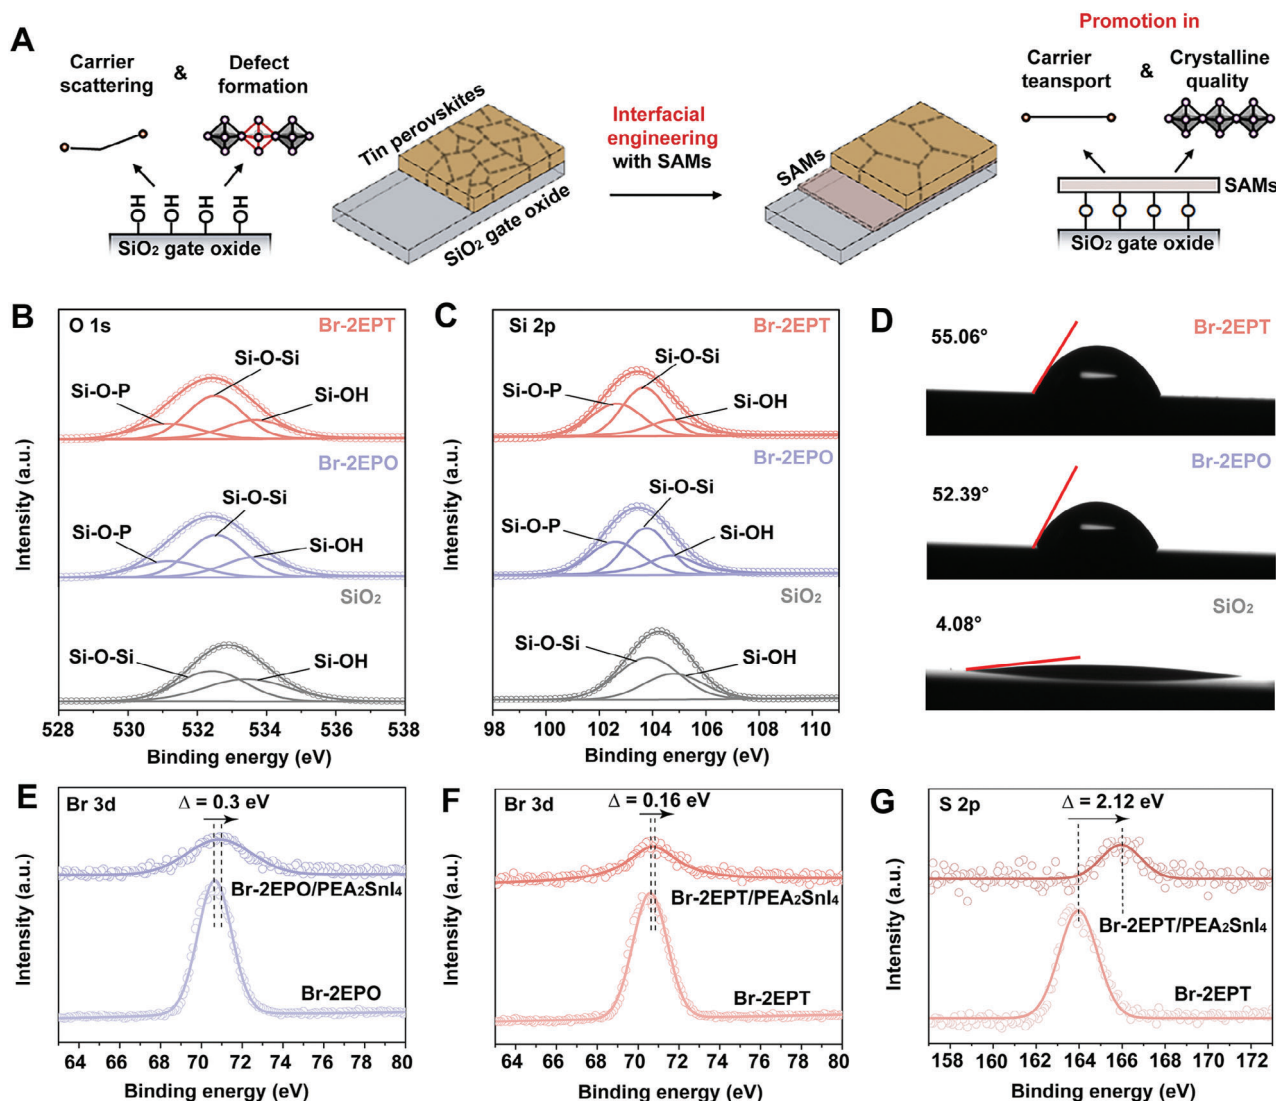 A
Carrier
scattering
&
Defect
formation
OH OH OH OH
SiO₂ gate oxide
Tin perovskites
SiO₂ gate oxide
Interfacial
engineering
with SAMs
SAMs
Promotion in
Carrier
teansport
&
Crystalline
quality
SAMs
O O O O
SiO₂ gate oxide
B
O 1s
Br-2EPT
Si-O-Si
Si-O-P
Si-OH
Br-2EPO
Si-O-Si
Si-O-P
Si-OH
SiO₂
Si-O-Si
Si-OH
Intensity (a.u.)
528 530 532 534 536 538
Binding energy (eV)
C
Si 2p
Br-2EPT
Si-O-Si
Si-O-P
Si-OH
Br-2EPO
Si-O-Si
Si-O-P
Si-OH
SiO₂
Si-O-Si
Si-OH
Intensity (a.u.)
98 100 102 104 106 108 110
Binding energy (eV)
D
Br-2EPT
55.06°
Br-2EPO
52.39°
SiO₂
4.08°
E
Br 3d
Δ = 0.3 eV
Br-2EPO/PEA₂SnI₄
Br-2EPO
Intensity (a.u.)
64 66 68 70 72 74 76 78 80
Binding energy (eV)
F
Br 3d
Δ = 0.16 eV
Br-2EPT/PEA₂SnI₄
Br-2EPT
Intensity (a.u.)
64 66 68 70 72 74 76 78 80
Binding energy (eV)
G
S 2p
Δ = 2.12 eV
Br-2EPT/PEA₂SnI₄
Br-2EPT
Intensity (a.u.)
158 160 162 164 166 168 170 172
Binding energy (eV)